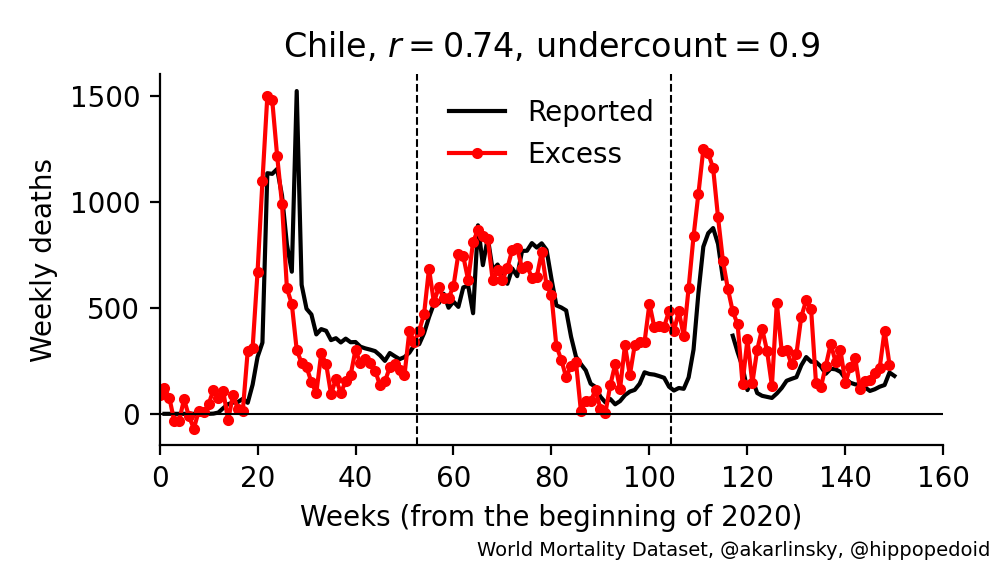 Chile, r = 0.74, undercount = 0.9
1500
1000
500
0
Weekly deaths
Reported
Excess
0 20 40 60 80 100 120 140 160
Weeks (from the beginning of 2020)
World Mortality Dataset, @akarlinsky, @hippopedoid